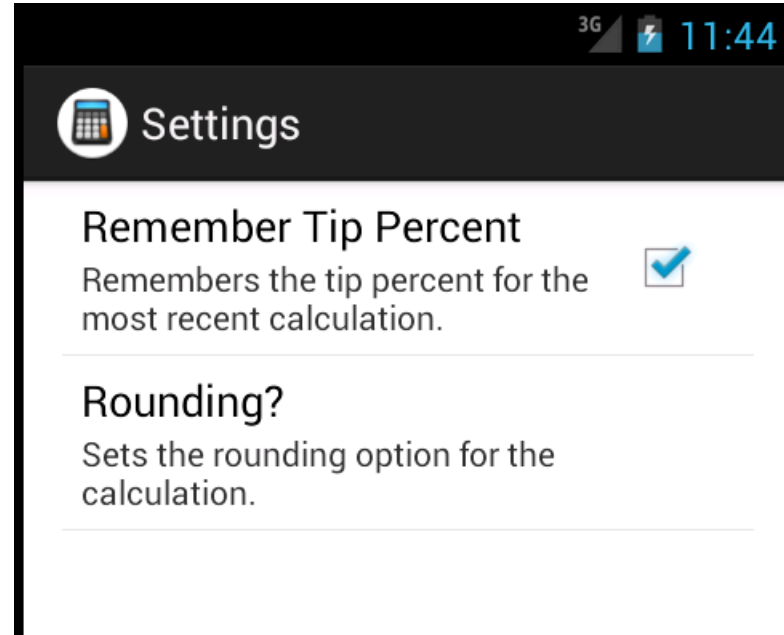 3G 11:44
Settings
Remember Tip Percent
Remembers the tip percent for the
most recent calculation.
Rounding?
Sets the rounding option for the
calculation.